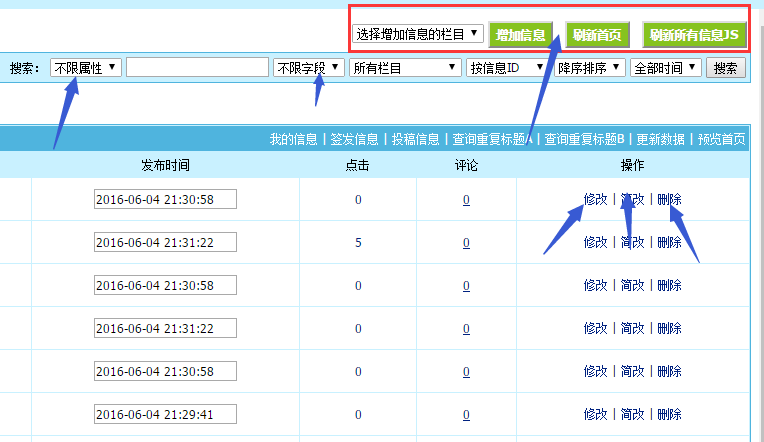 选择增加信息的栏目 增加信息 刷新首页 刷新所有信息JS
搜索： 不限属性 不限字段 所有栏目 按信息ID 降序排序 全部时间 搜索
我的信息 | 签发信息 | 投稿信息 | 查询重复标题A | 查询重复标题B | 更新数据 | 预览首页
发布时间 点击 评论 操作
2016-06-04 21:30:58 0 0 修改 | 简改 | 删除
2016-06-04 21:31:22 5 0 修改 | 简改 | 删除
2016-06-04 21:30:58 0 0 修改 | 简改 | 删除
2016-06-04 21:31:22 0 0 修改 | 简改 | 删除
2016-06-04 21:30:58 0 0 修改 | 简改 | 删除
2016-06-04 21:29:41 0 0 修改 | 简改 | 删除